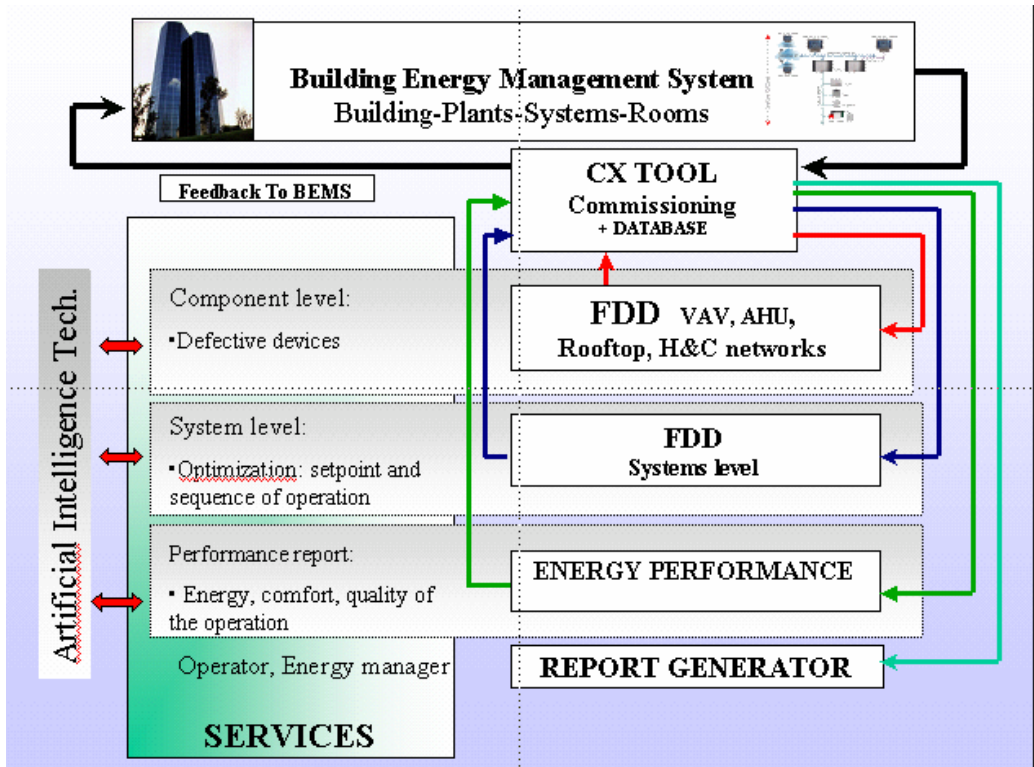 Building Energy Management System
Building-Plants-Systems-Rooms
Feedback To BEMS
CX TOOL
Commissioning
+ DATABASE
Artificial Intelligence Tech.
Component level:
•Defective devices
FDD VAV, AHU,
Rooftop, H&C networks
System level:
•Optimization: setpoint and
sequence of operation
FDD
Systems level
Performance report:
• Energy, comfort, quality of
the operation
ENERGY PERFORMANCE
Operator, Energy manager
REPORT GENERATOR
SERVICES